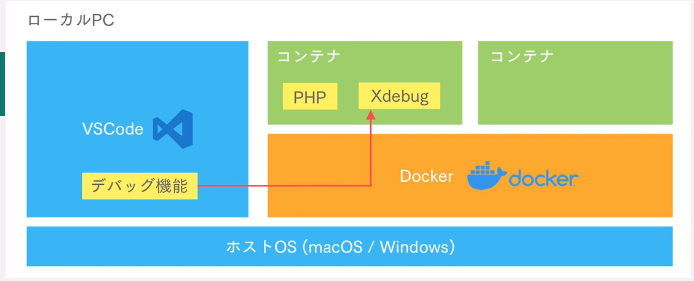 ローカルPC
コンテナ
コンテナ
PHP
Xdebug
VSCode
デバッグ機能
Docker
docker
ホストOS (macOS / Windows)